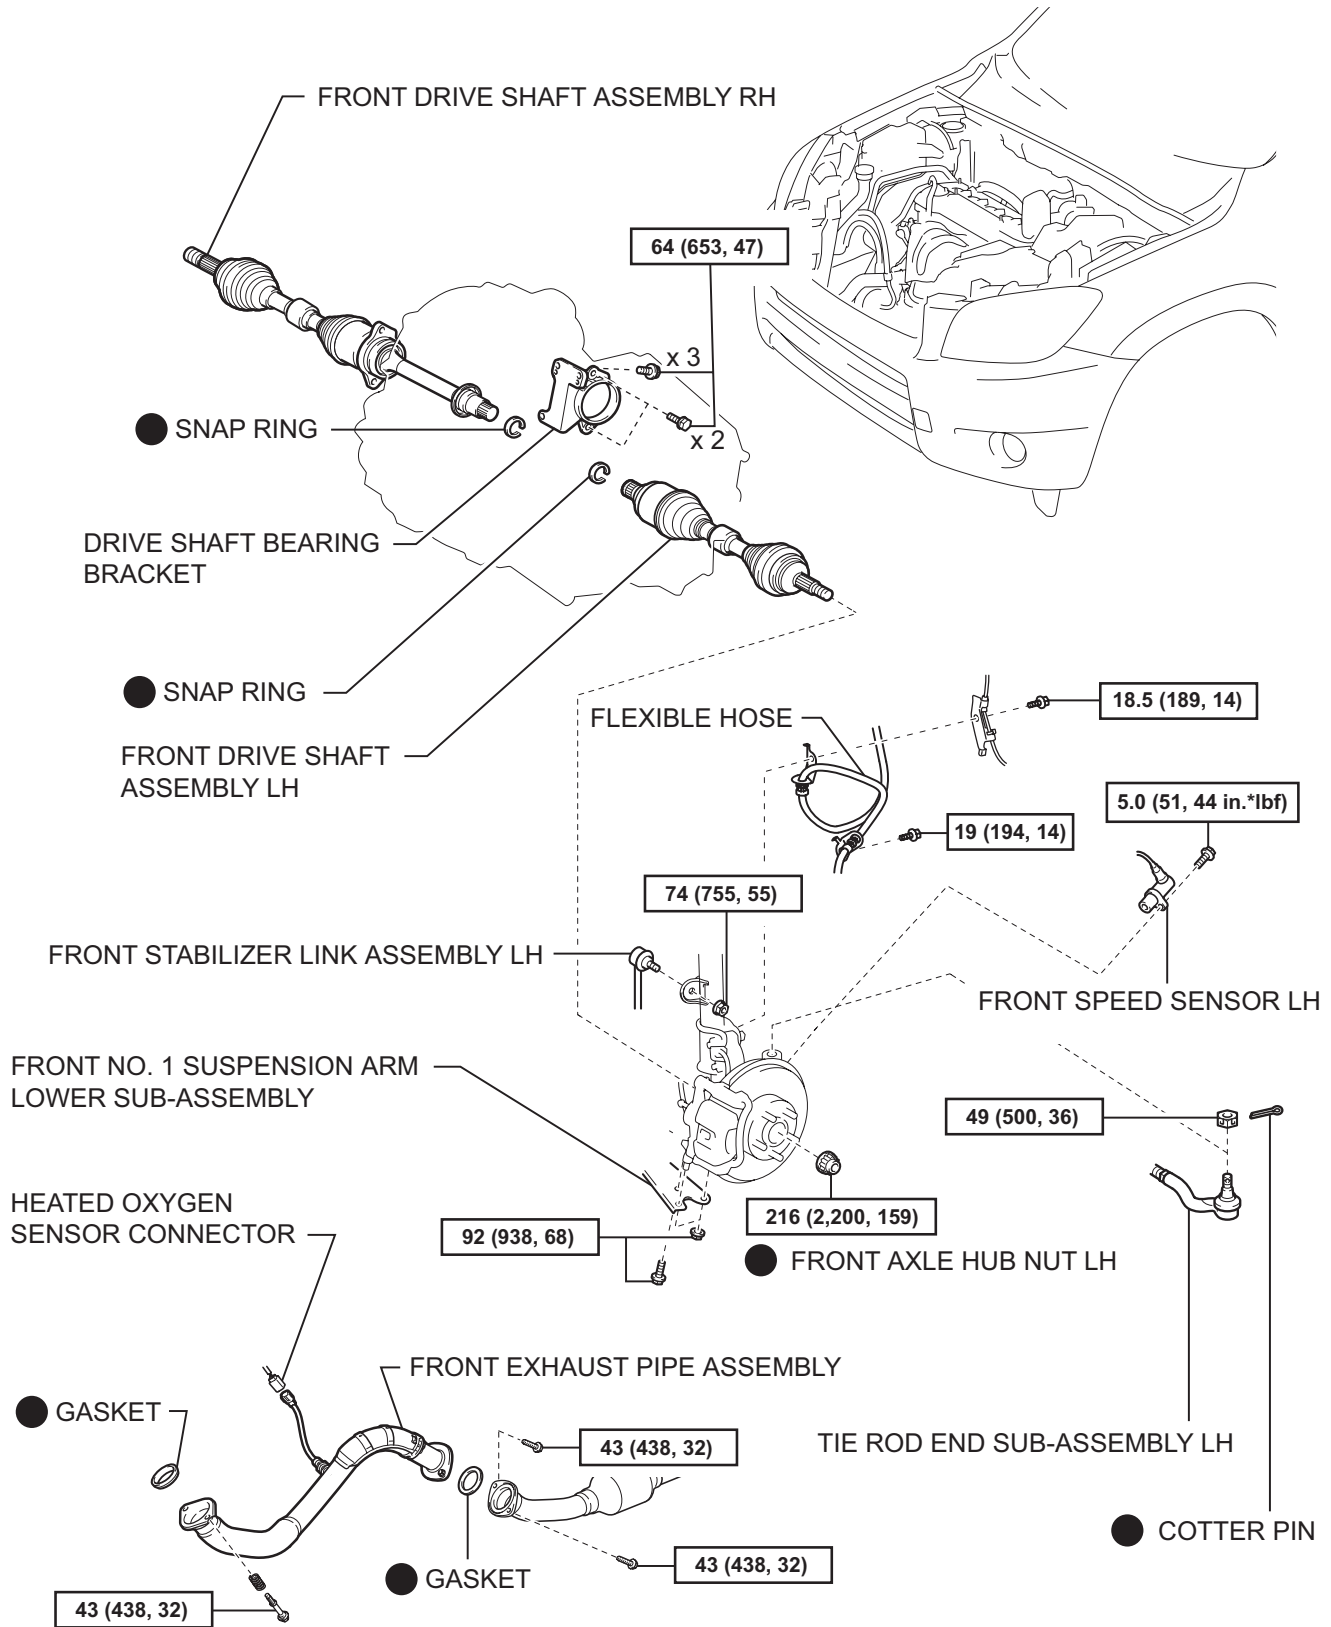 FRONT DRIVE SHAFT ASSEMBLY RH
64 (653, 47)
x 3
SNAP RING
x 2
DRIVE SHAFT BEARING
BRACKET
SNAP RING
18.5 (189, 14)
FLEXIBLE HOSE
FRONT DRIVE SHAFT
ASSEMBLY LH
5.0 (51, 44 in.*lbf)
19 (194, 14)
74 (755, 55)
FRONT STABILIZER LINK ASSEMBLY LH
FRONT SPEED SENSOR LH
FRONT NO. 1 SUSPENSION ARM
LOWER SUB-ASSEMBLY
49 (500, 36)
HEATED OXYGEN
SENSOR CONNECTOR
216 (2,200, 159)
92 (938, 68)
FRONT AXLE HUB NUT LH
FRONT EXHAUST PIPE ASSEMBLY
GASKET
43 (438, 32)
TIE ROD END SUB-ASSEMBLY LH
COTTER PIN
43 (438, 32)
GASKET
43 (438, 32)